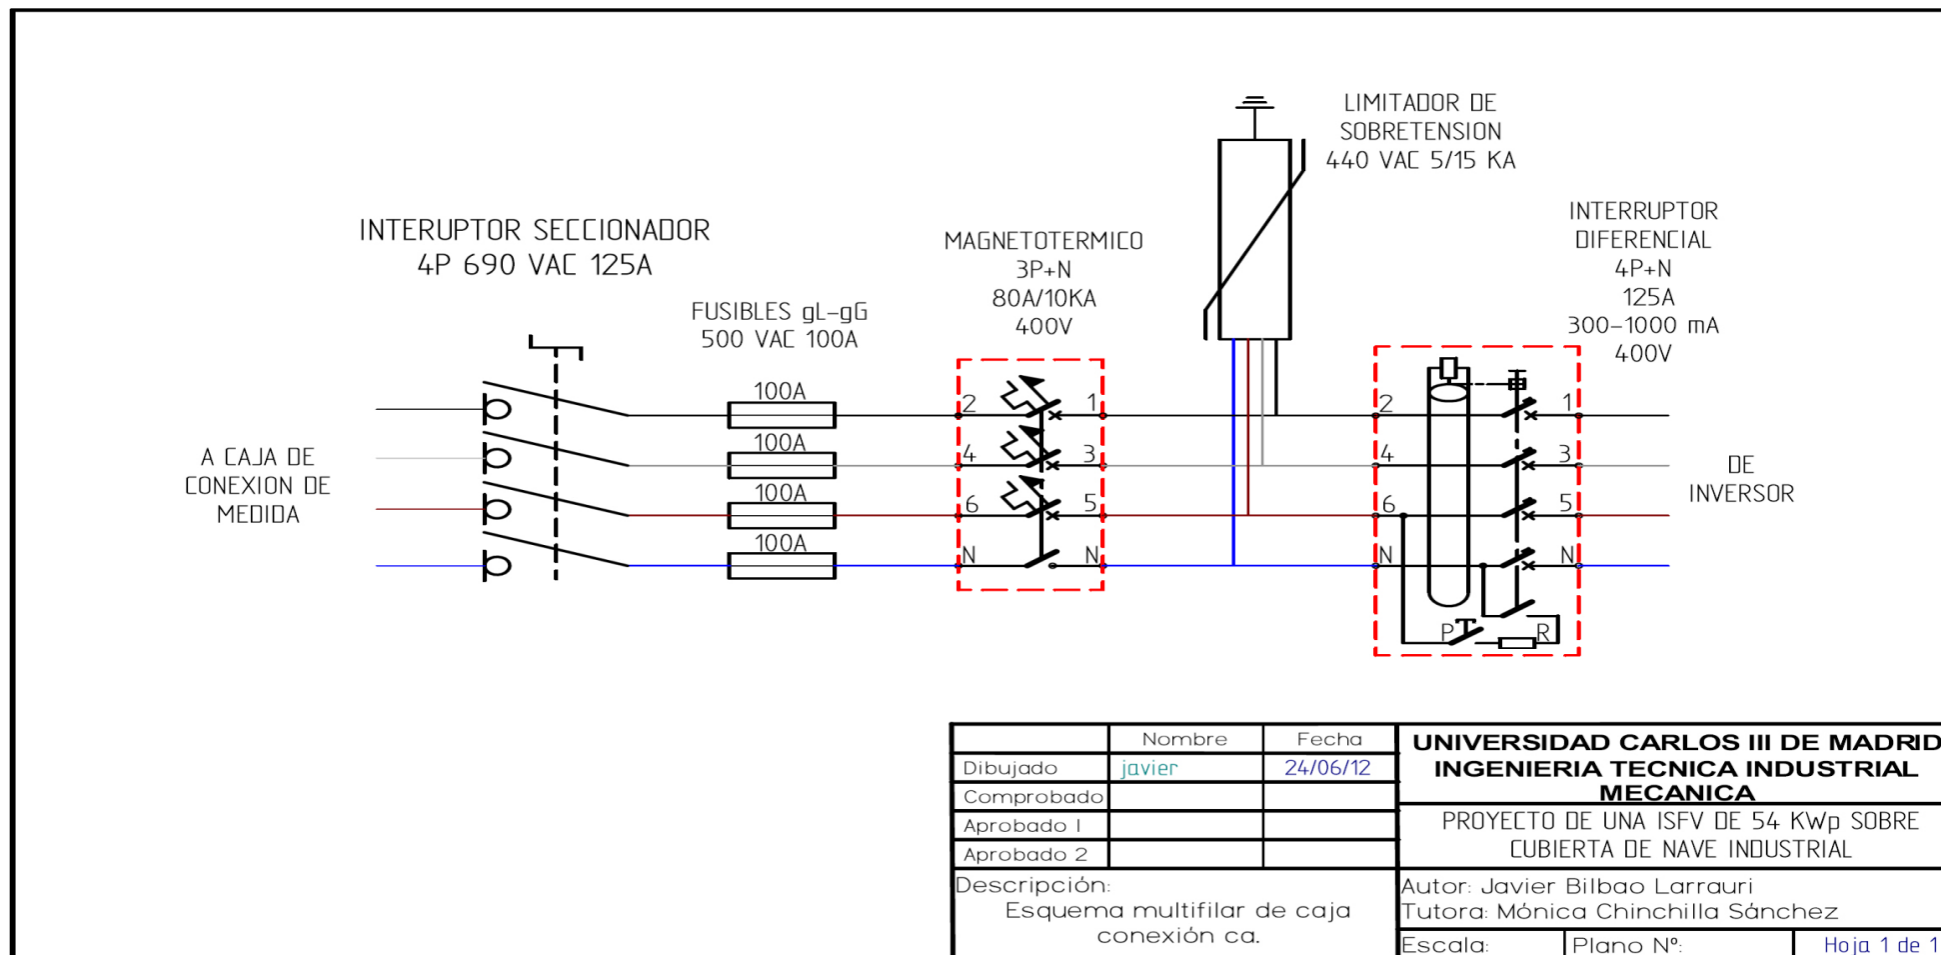 LIMITADOR DE
SOBRETENSION
440 VAC 5/15 KA
INTERUPTOR SECCIONADOR
4P 690 VAC 125A
MAGNETOTERMICO
3P+N
80A/10KA
400V
INTERRUPTOR
DIFERENCIAL
4P+N
125A
300-1000 mA
400V
FUSIBLES gL-gG
500 VAC 100A
100A
100A
100A
100A
2 1
4 3
6 5
N N
2 1
4 3
6 5
N N
P R
A CAJA DE
CONEXION DE
MEDIDA
DE
INVERSOR
Nombre Fecha
Dibujado javier 24/06/12
Comprobado
Aprobado 1
Aprobado 2
Descripción:
Esquema multifilar de caja
conexión ca.
UNIVERSIDAD CARLOS III DE MADRID
INGENIERIA TECNICA INDUSTRIAL
MECANICA
PROYECTO DE UNA ISFV DE 54 KWp SOBRE
CUBIERTA DE NAVE INDUSTRIAL
Autor: Javier Bilbao Larrauri
Tutora: Mónica Chinchilla Sánchez
Escala: Plano Nº: Hoja 1 de 1